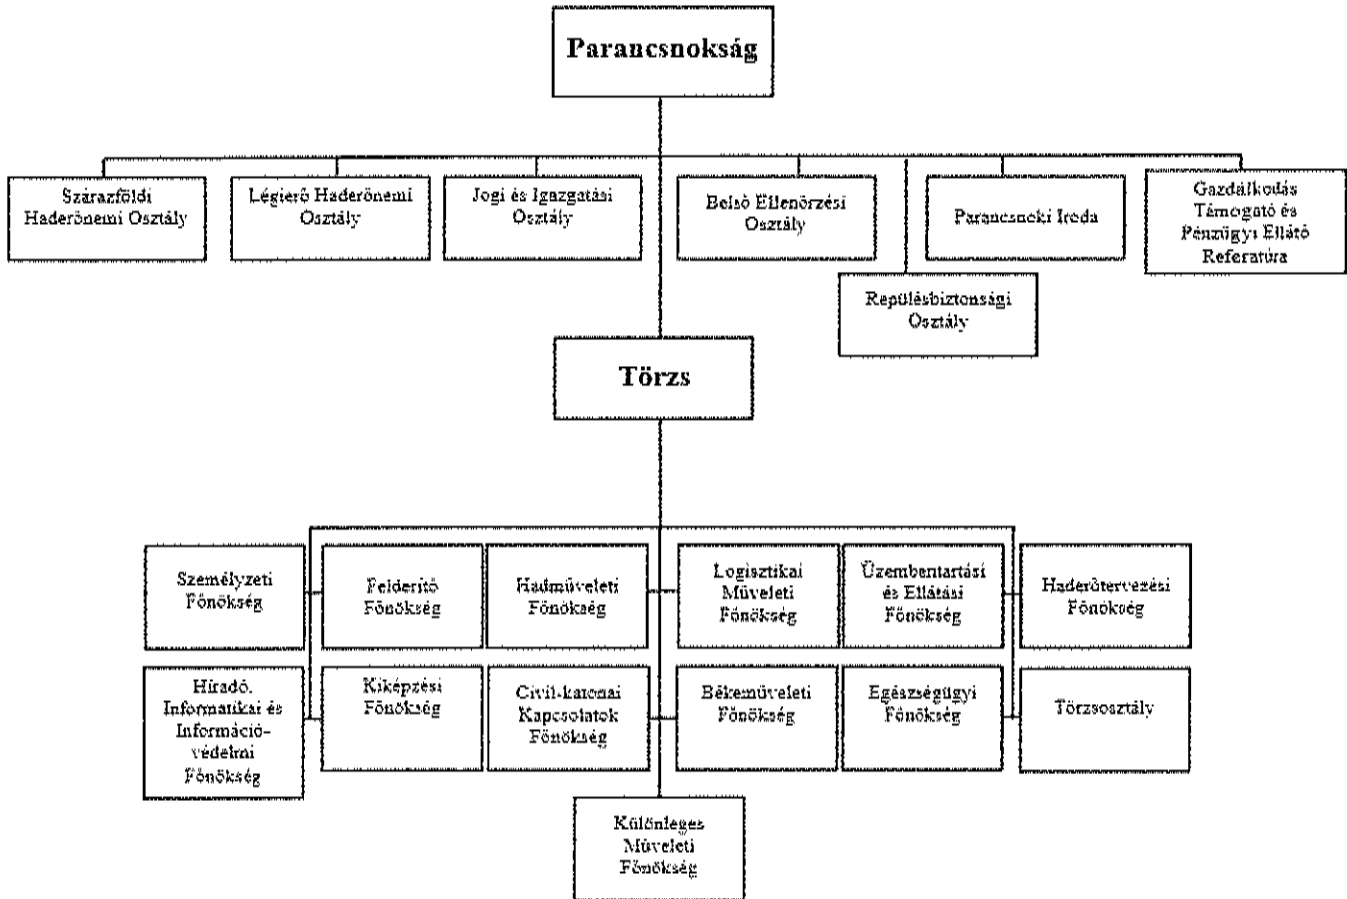 Parancsnokság
Szárazföldi
Haderőnemi Osztály
Légierő Haderőnemi
Osztály
Jogi és Igazgatási
Osztály
Belső Ellenőrzési
Osztály
Parancsnoki Iroda
Gazdálkodás
Támogató és
Pénzügyi Ellátó
Referatúra
Repülésbiztonsági
Osztály
Törzs
Személyzeti
Főnökség
Felderítő
Főnökség
Hadműveleti
Főnökség
Logisztikai
Műveleti
Főnökség
Üzembentartási
és Ellátási
Főnökség
Haderőtervezési
Főnökség
Híradó,
Informatikai és
Információ-
védelmi
Főnökség
Kiképzési
Főnökség
Civil-katonai
Kapcsolatok
Főnökség
Békeműveleti
Főnökség
Egészségügyi
Főnökség
Törzsosztály
Különleges
Műveleti
Főnökség